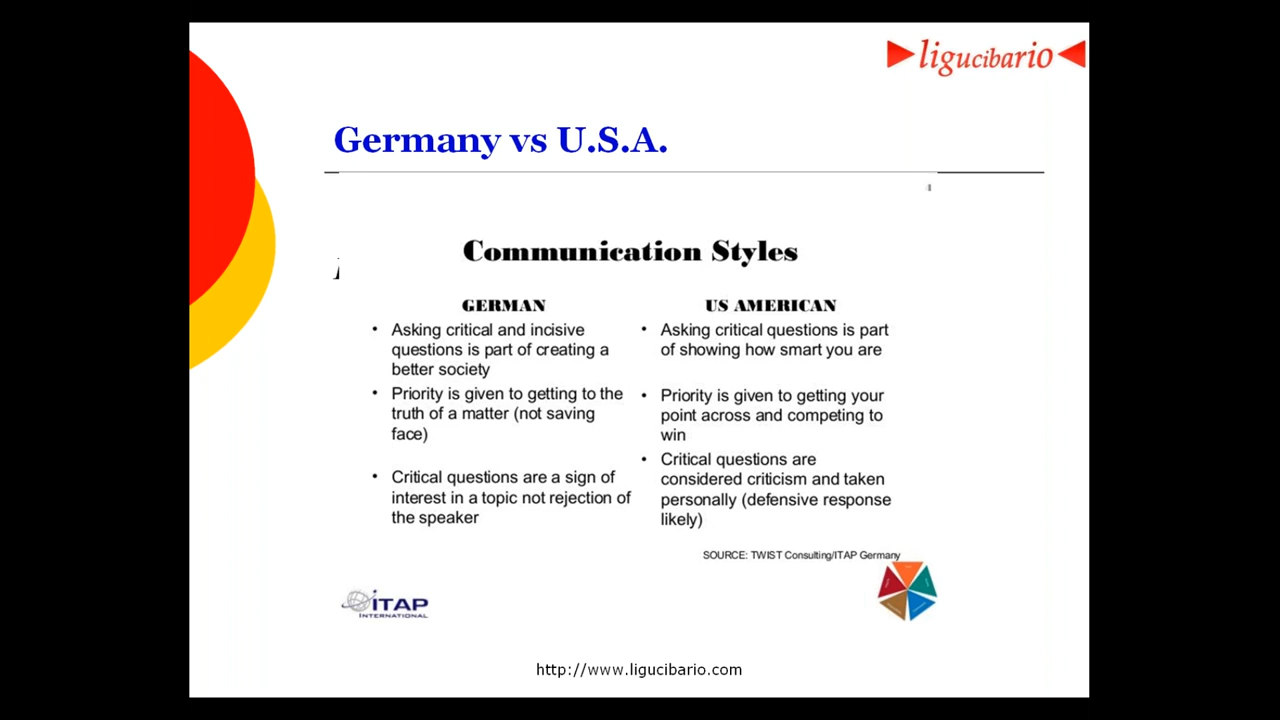 ligucibario
Germany vs U.S.A.
4
Communication Styles
GERMAN
• Asking critical and incisive
questions is part of creating a
better society
• Priority is given to getting to the
truth of a matter (not saving
face)
• Critical questions are a sign of
interest in a topic not rejection of
the speaker
US AMERICAN
• Asking critical questions is part
of showing how smart you are
• Priority is given to getting your
point across and competing to
win
• Critical questions are
considered criticism and taken
personally (defensive response
likely)
SOURCE: TWIST Consulting/ITAP Germany
ITAP
INTERNATIONAL
http://www.ligucibario.com